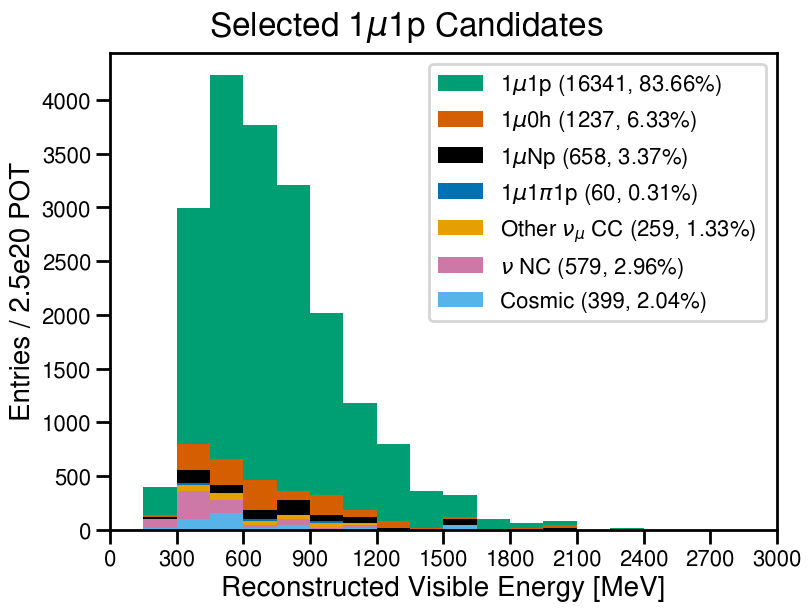 Selected 1μ1p Candidates
Entries / 2.5e20 POT
4000
3500
3000
2500
2000
1500
1000
500
0
1μ1p (16341, 83.66%)
1μ0h (1237, 6.33%)
1μNp (658, 3.37%)
1μ1π1p (60, 0.31%)
Other νμ CC (259, 1.33%)
ν NC (579, 2.96%)
Cosmic (399, 2.04%)
0 300 600 900 1200 1500 1800 2100 2400 2700 3000
Reconstructed Visible Energy [MeV]